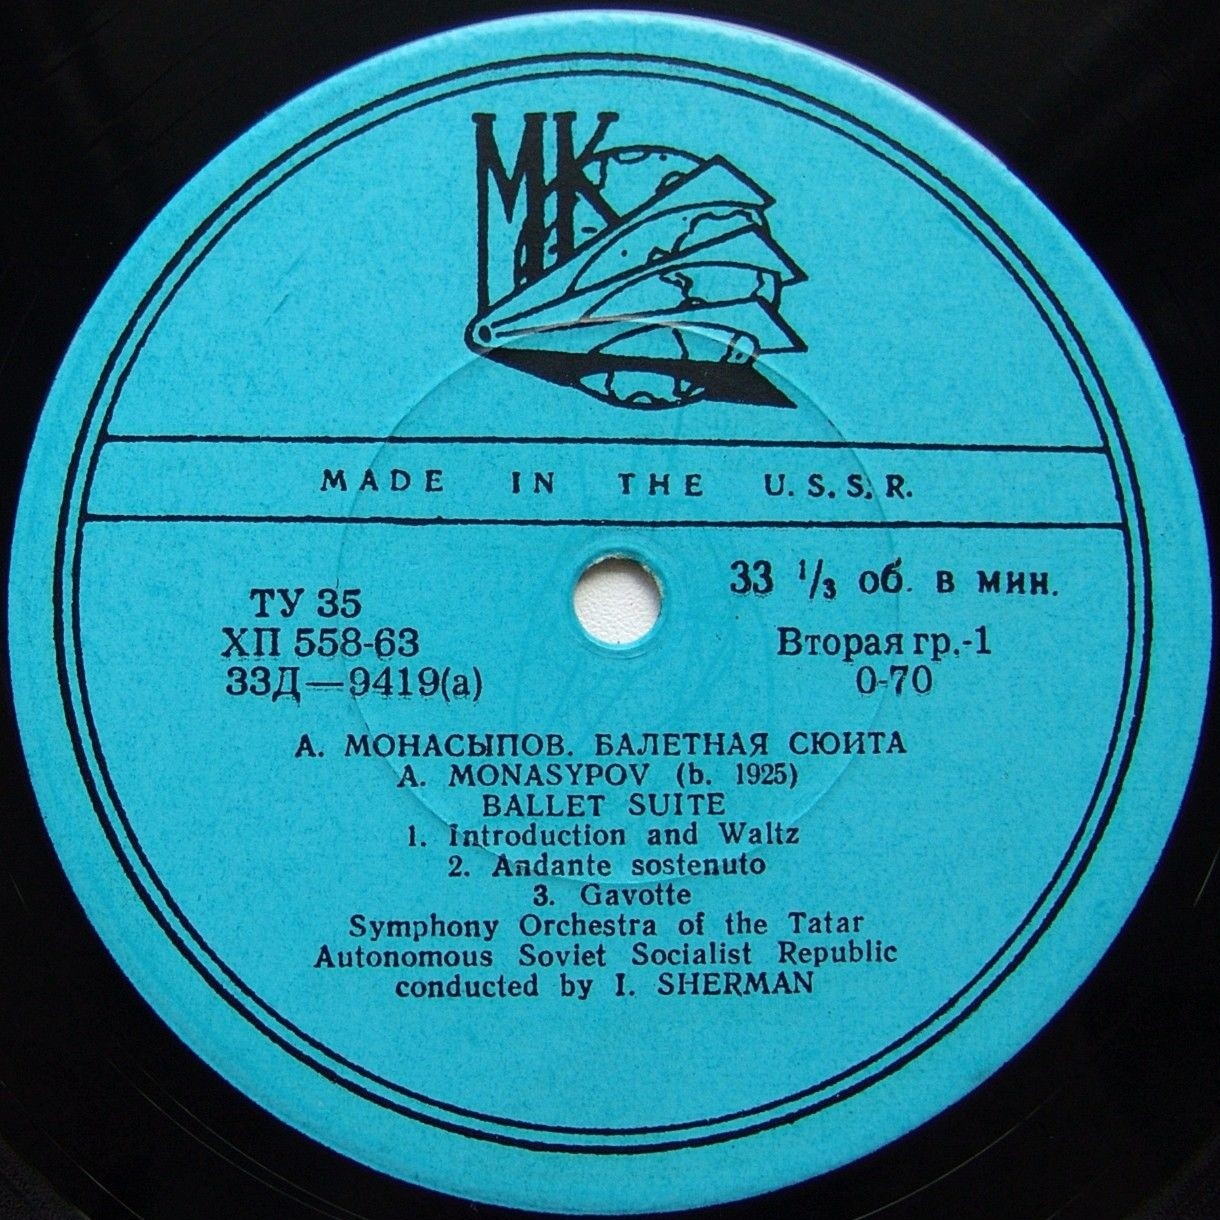 МК
MADE IN THE U.S.S.R.
ТУ 35
ХП 558-63
33Д—9419(а)
33 1/3 об. в мин.
Вторая гр.-1
0-70
А. МОНАСЫПОВ. БАЛЕТНАЯ СЮИТА
A. MONASYPOV (b. 1925)
BALLET SUITE
1. Introduction and Waltz
2. Andante sostenuto
3. Gavotte
Symphony Orchestra of the Tatar
Autonomous Soviet Socialist Republic
conducted by I. SHERMAN